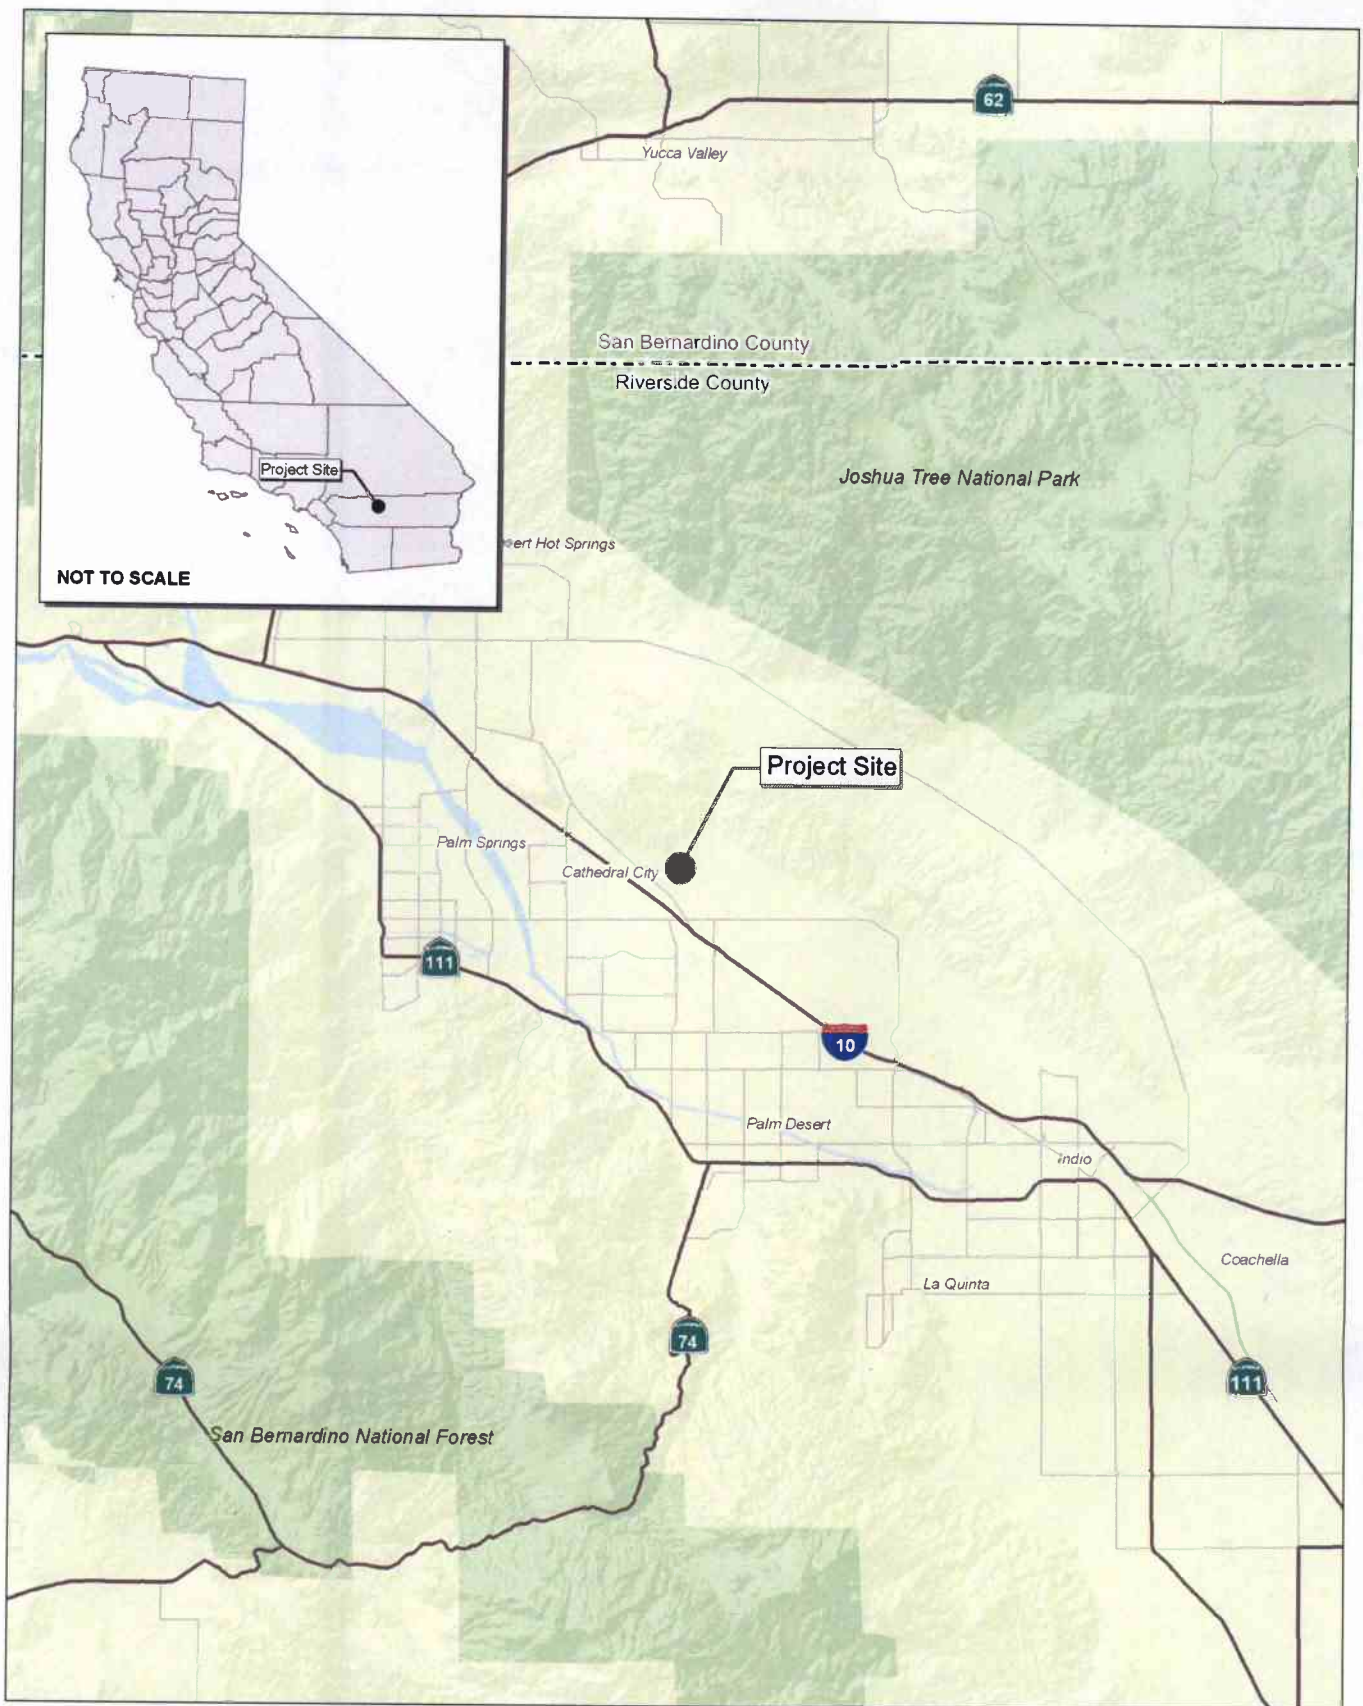 62
Yucca Valley
San Bernardino County
Riverside County
Project Site
Joshua Tree National Park
ert Hot Springs
NOT TO SCALE
Project Site
Palm Springs
Cathedral City
111
10
Palm Desert
Indio
Coachella
La Quinta
74
74
111
San Bernardino National Forest